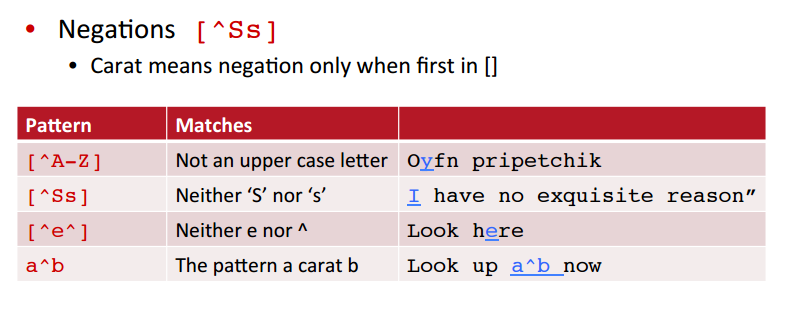 • Negations [^Ss]
• Carat means negation only when first in []
Pattern Matches
[^A-Z] Not an upper case letter Oyfn pripetchik
[^Ss] Neither ‘S’ nor ‘s’ I have no exquisite reason”
[^e^] Neither e nor ^ Look here
a^b The pattern a carat b Look up a^b now